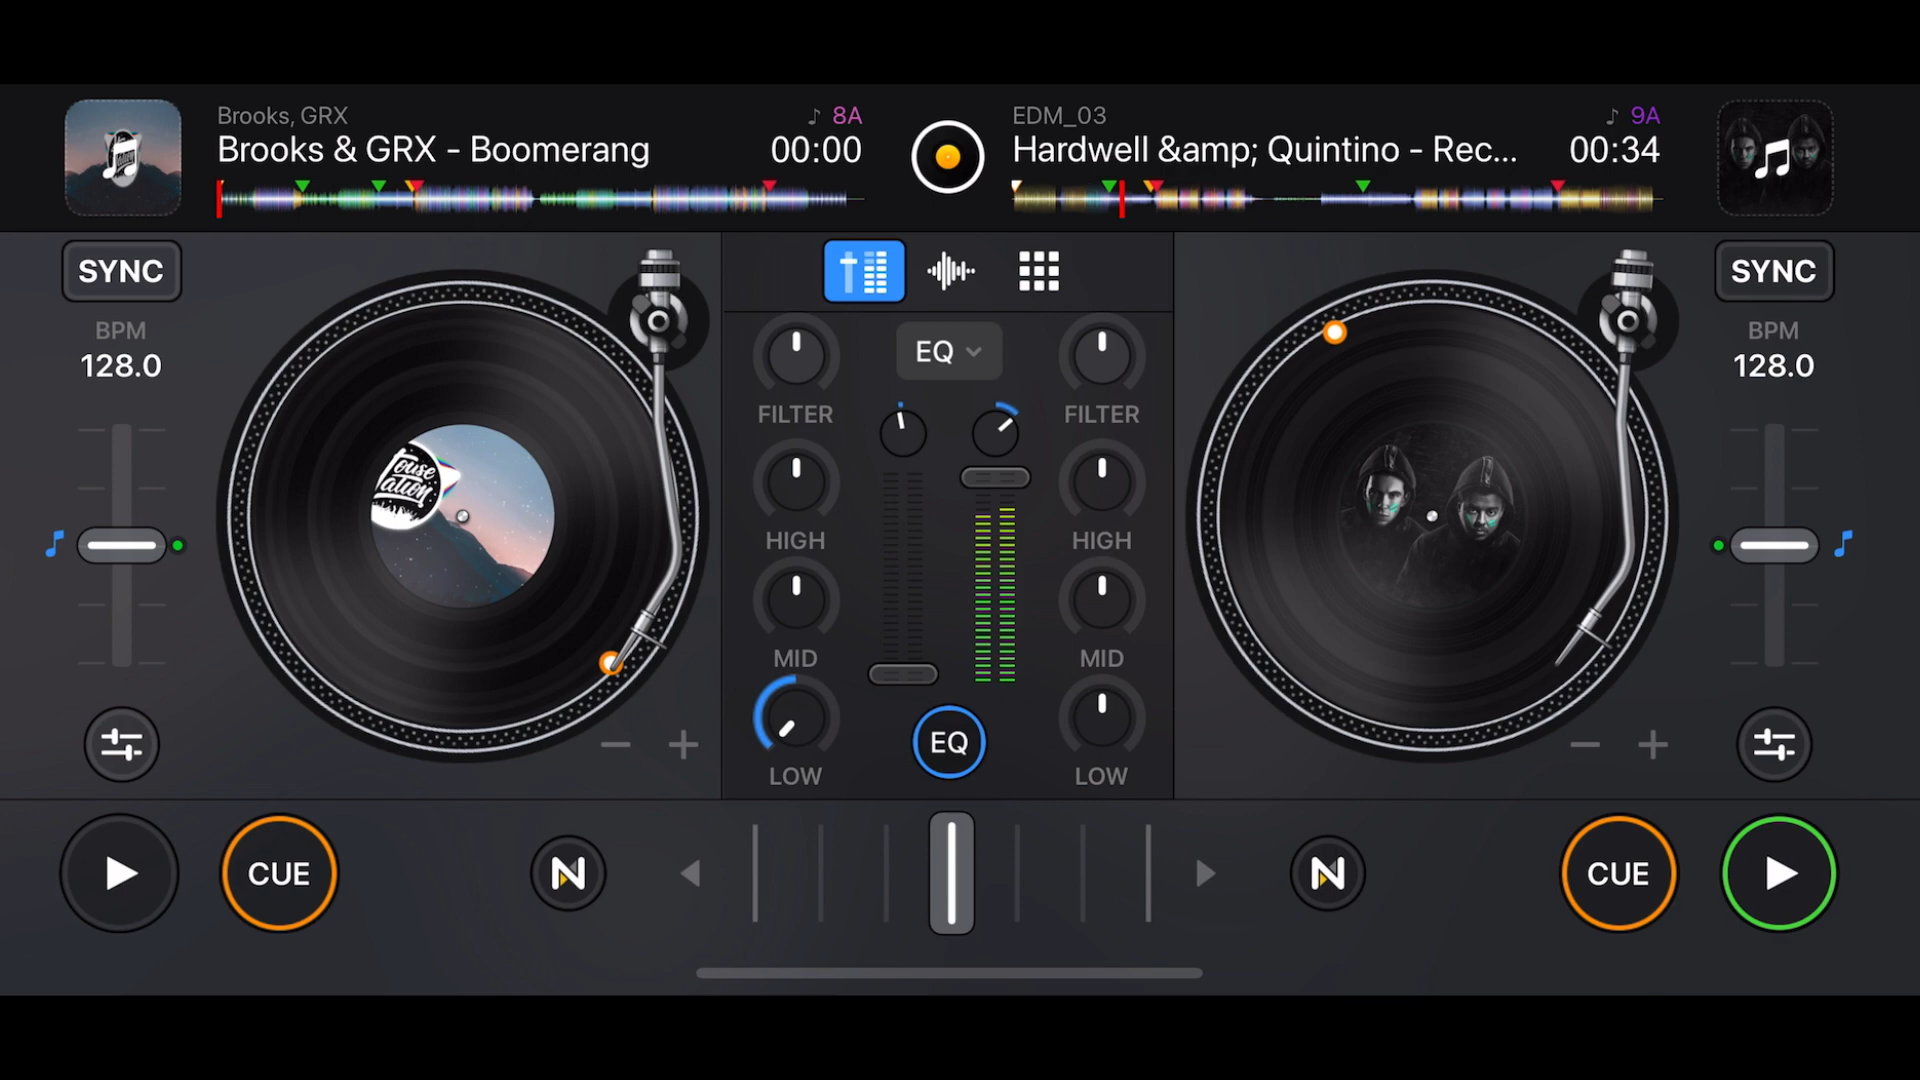 Brooks, GRX
8A
Brooks & GRX - Boomerang
00:00
EDM_03
9A
Hardwell &amp; Quintino - Rec...
00:34
SYNC
BPM
128.0
SYNC
BPM
128.0
EQ
FILTER
FILTER
HIGH
HIGH
MID
MID
LOW
EQ
LOW
CUE
N
N
CUE